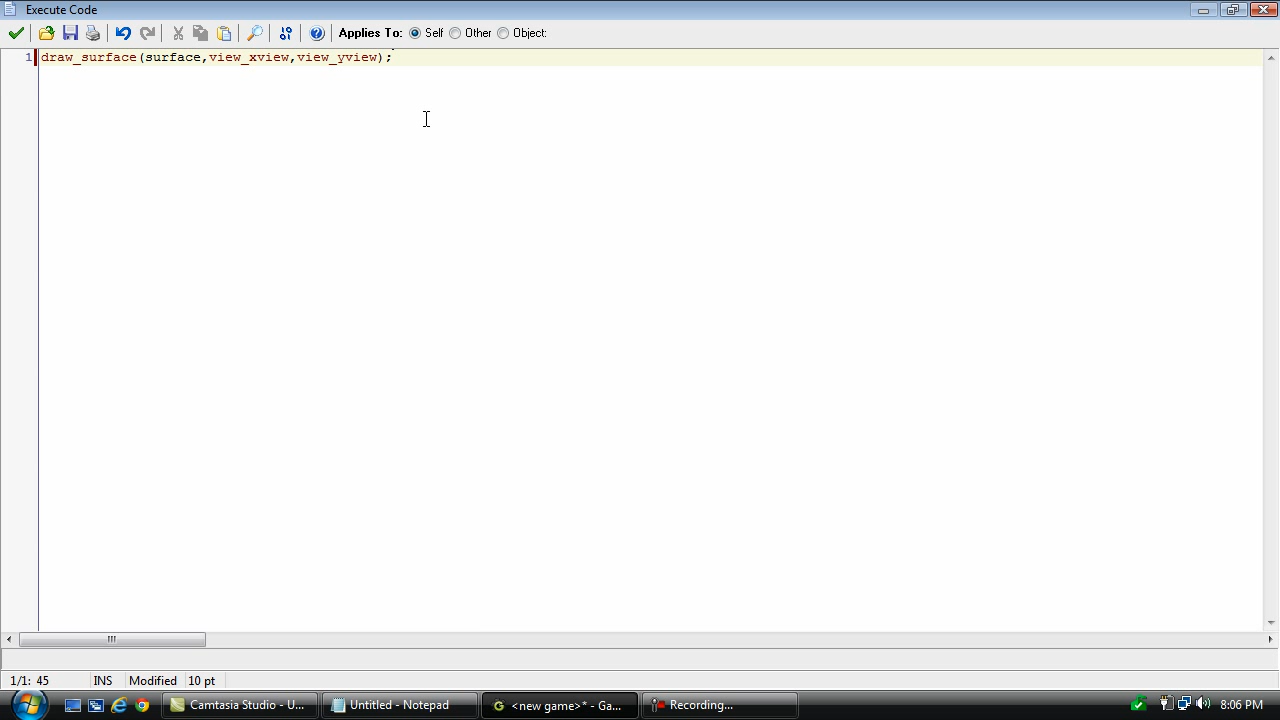 Execute Code
Applies To: Self Other Object:
1 draw_surface(surface,view_xview,view_yview);
1/1: 45 INS Modified 10 pt
Camtasia Studio - U... Untitled - Notepad <new game>* - Ga... Recording... 8:06 PM